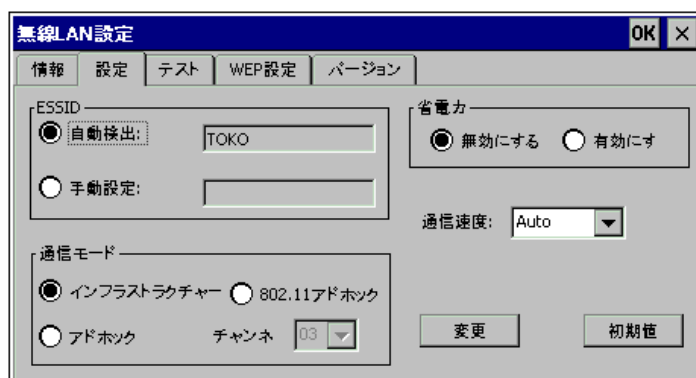 無線LAN設定 OK ×
情報 設定 テスト WEP設定 バージョン
ESSID
自動検出: TOKO
手動設定:
通信モード
インフラストラクチャー 802.11アドホック
アドホック チャンネ 03
省電力
無効にする 有効にす
通信速度: Auto
変更 初期値